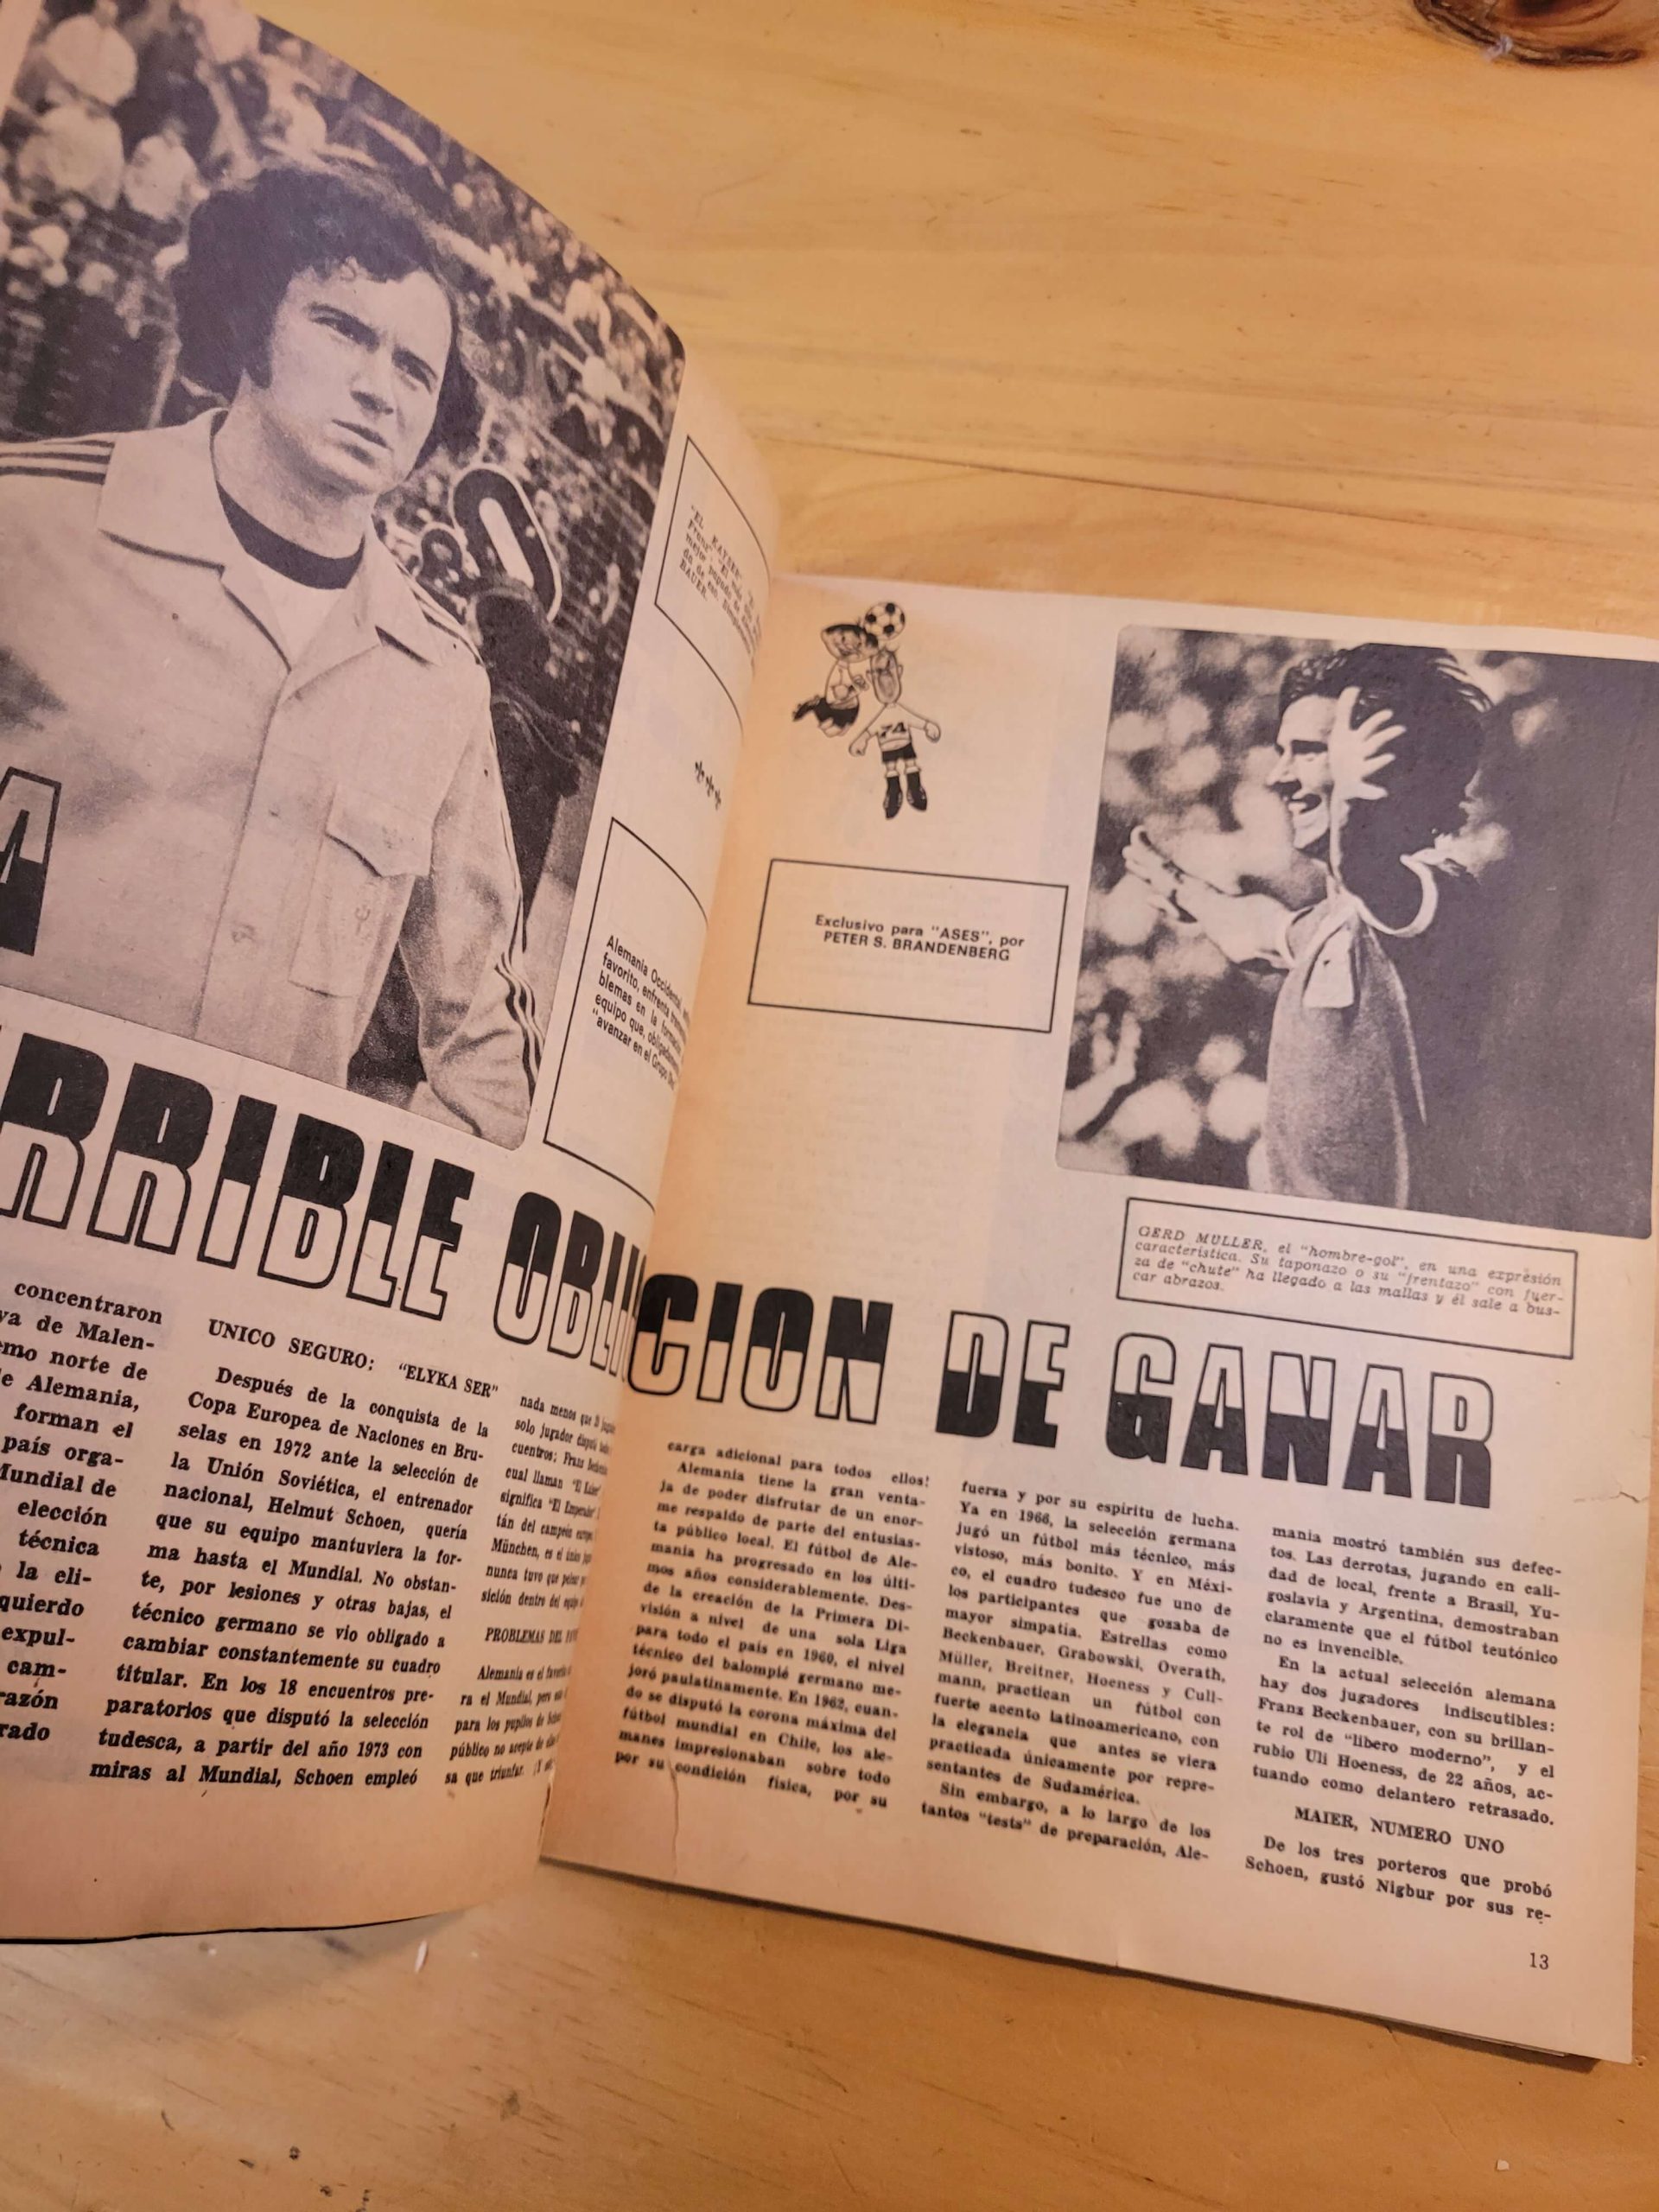 A
"EL KAYSER"
BAUER.
***
Alemania Occidental
favorito, enfrenta
blemas en la formación
equipo que,
"avanzar en el Grupo
RRIBLE
concentraron
va de Malen-
emo norte de
e Alemania,
forman el
país orga-
Mundial de
elección
técnica
la eli-
quierdo
expul-
cam-
razón
rado
UNICO SEGURO: "ELYKA SER"
Después de la conquista de la
Copa Europea de Naciones en Bru-
selas en 1972 ante la selección de
la Unión Soviética, el entrenador
nacional, Helmut Schoen, quería
que su equipo mantuviera la for-
ma hasta el Mundial. No obstan-
te, por lesiones y otras bajas, el
técnico germano se vio obligado a
cambiar constantemente su cuadro
titular. En los 18 encuentros pre-
paratorios que disputó la selección
tudesca, a partir del año 1973 con
miras al Mundial, Schoen empleó
nada menos que
solo jugador disputó
cuentros: Franz
cual llaman "El
significa "El Emperador"
tán del campeón
München, es el único
nunca tuvo que pelear
sición dentro del equipo
PROBLEMAS DEL
Alemania es el favorito
ra el Mundial, pero
para los pupilos de
público no acepte
sa que triunfar.
74
Exclusivo para "ASES", por
PETER S. BRANDENBERG
GERD MULLER, el "hombre-gol", en una expresión
característica. Su taponazo o su "frentazo" con fuer-
za de "chute" ha llegado a las mallas y él sale a bus-
car abrazos.
CION DE GANAR
carga adicional para todos ellos!
Alemania tiene la gran venta-
ja de poder disfrutar de un enor-
me respaldo de parte del entusias-
ta público local. El fútbol de Ale-
mania ha progresado en los últi-
mos años considerablemente. Des-
de la creación de la Primera Di-
visión a nivel de una sola Liga
para todo el país en 1960, el nivel
técnico del balompié germano me-
joró paulatinamente. En 1962, cuan-
do se disputó la corona máxima del
fútbol mundial en Chile, los ale-
manes impresionaban sobre todo
por su condición física, por su
fuerza y por su espíritu de lucha.
Ya en 1966, la selección germana
jugó un fútbol más técnico, más
vistoso, más bonito. Y en Méxi-
co, el cuadro tudesco fue uno de
los participantes que gozaba de
mayor simpatía. Estrellas como
Beckenbauer, Grabowski, Overath,
Müller, Breitner, Hoeness y Cull-
mann, practican un fútbol con
fuerte acento latinoamericano, con
la elegancia que antes se viera
practicada únicamente por repre-
sentantes de Sudamérica.
Sin embargo, a lo largo de los
tantos "tests" de preparación, Ale-
mania mostró también sus defec-
tos. Las derrotas, jugando en cali-
dad de local, frente a Brasil, Yu-
goslavia y Argentina, demostraban
claramente que el fútbol teutónico
no es invencible.
En la actual selección alemana
hay dos jugadores indiscutibles:
Franz Beckenbauer, con su brillan-
te rol de "líbero moderno", y el
rubio Uli Hoeness, de 22 años, ac-
tuando como delantero retrasado.
MAIER, NUMERO UNO
De los tres porteros que probó
Schoen, gustó Nigbur por sus re-
13